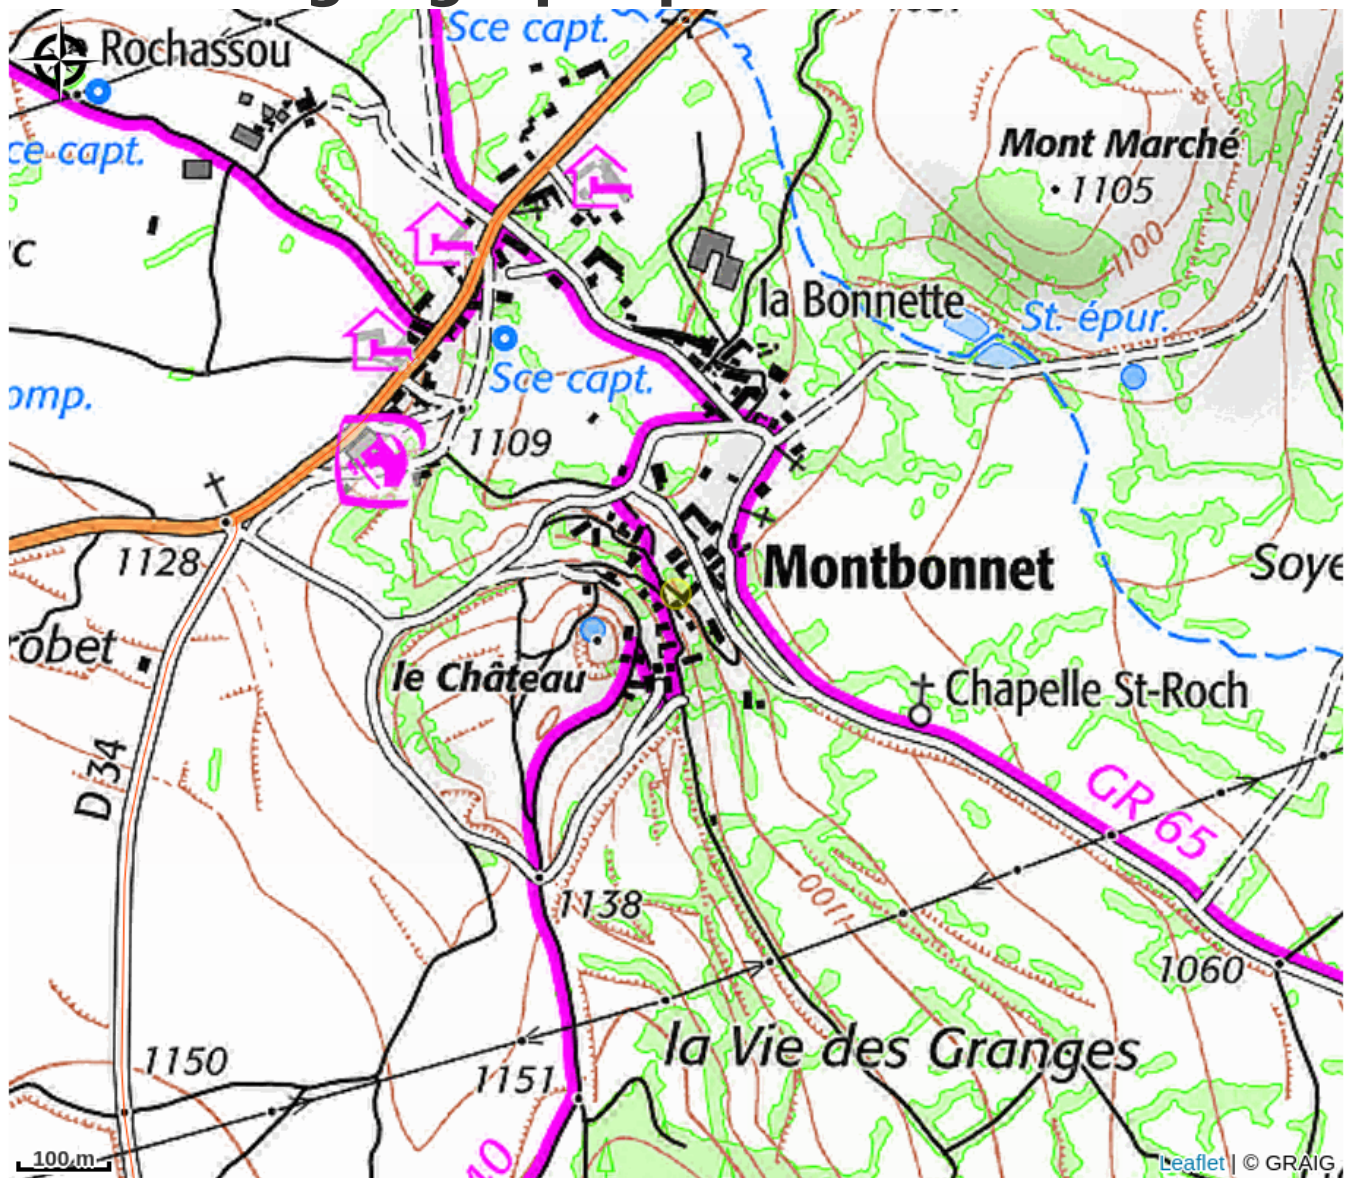 Sce capt.
Rochassou
ce capt.
Mont Marché
1105
1100
la Bonnette
St. épur.
Sce capt.
omp.
1109
1128
Montbonnet
Soye
robet
le Château
Chapelle St-Roch
D 34
GR 65
1100
1138
1060
la Vie des Granges
1150
1151
40
100 m
Leaflet | © GRAIG